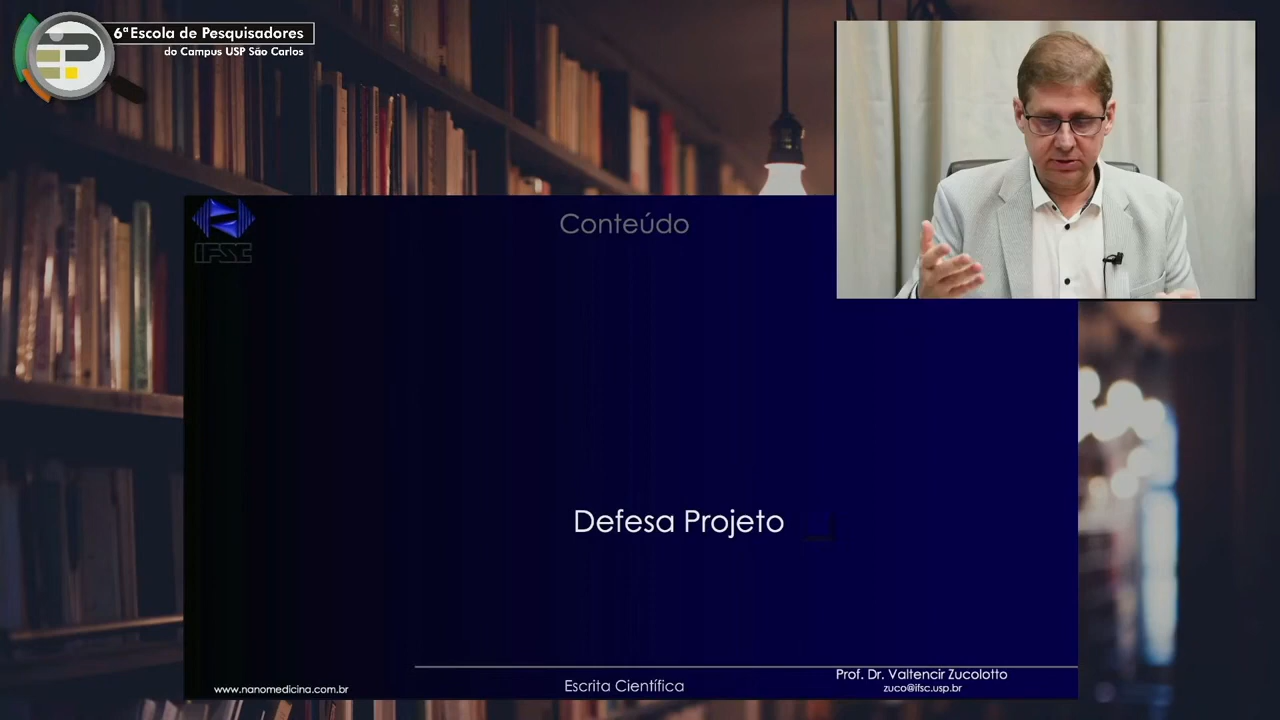 6ª Escola de Pesquisadores
do Campus USP São Carlos
IFSC
Conteúdo
Defesa Projeto
www.nanomedicina.com.br
Escrita Científica
Prof. Dr. Valtencir Zucolotto
zuco@ifsc.usp.br